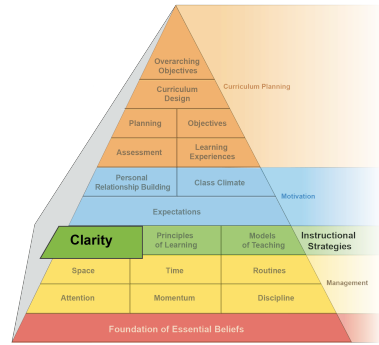 Overarching
Objectives
Curriculum Planning
Curriculum
Design
Planning
Objectives
Assessment
Learning
Experiences
Personal
Relationship Building
Class Climate
Motivation
Expectations
Clarity
Principles
of Learning
Models
of Teaching
Instructional
Strategies
Space
Time
Routines
Management
Attention
Momentum
Discipline
Foundation of Essential Beliefs